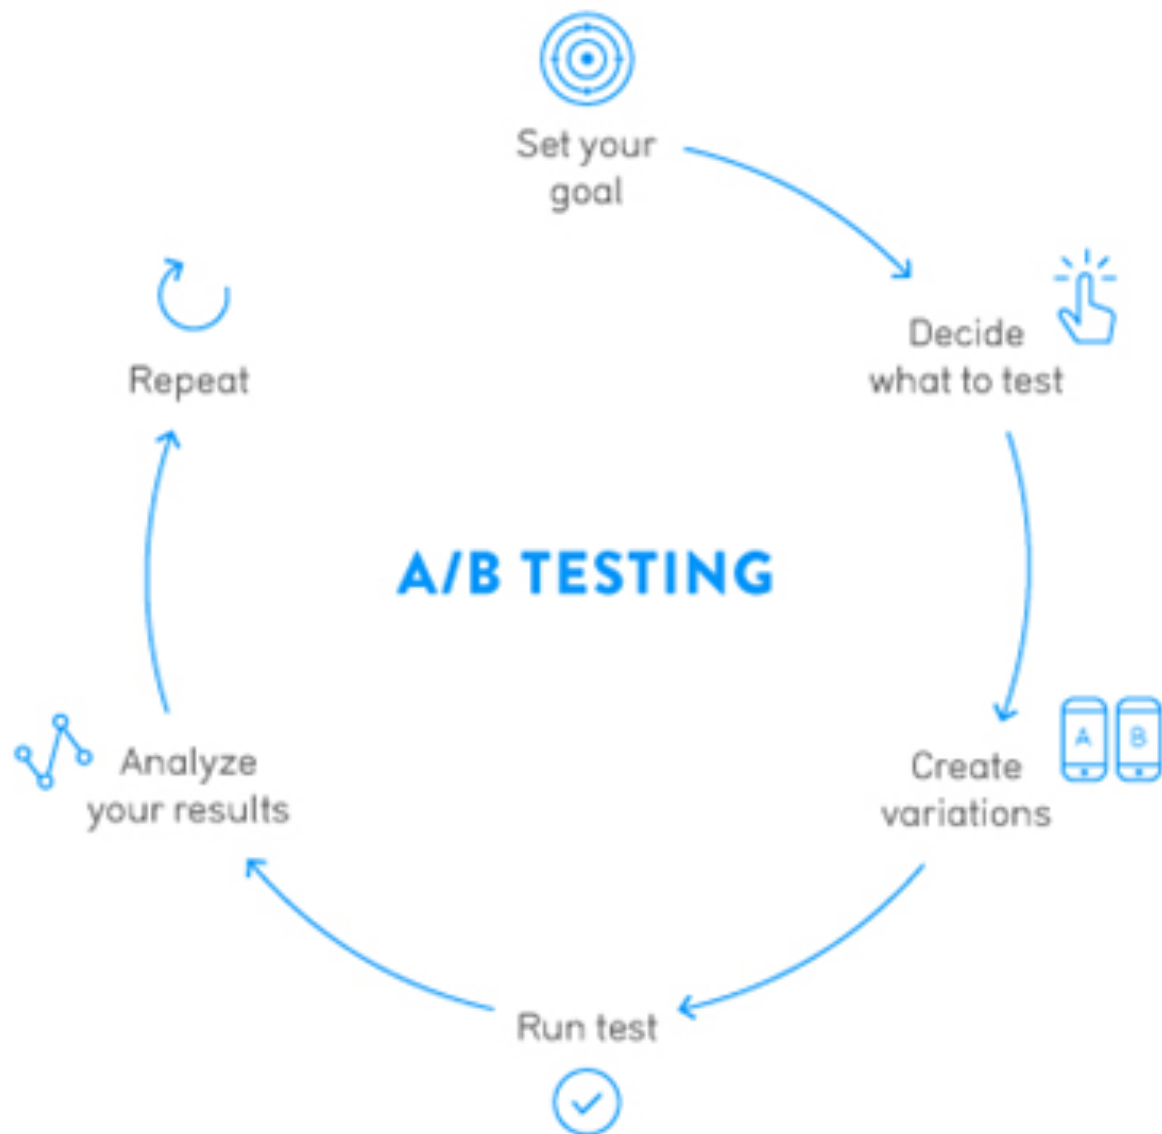 Set your
goal
Decide
what to test
Create
variations
A
B
Run test
Analyze
your results
Repeat
A/B TESTING